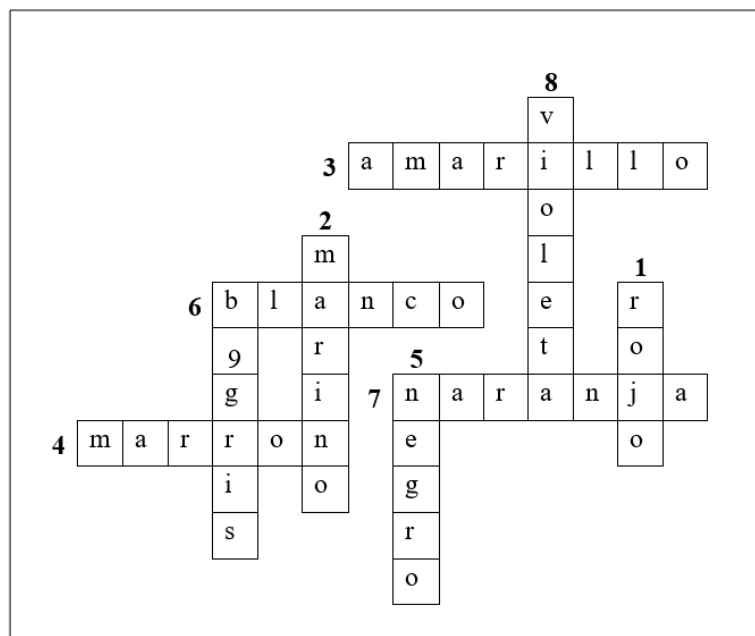 8
v
3 a m a r i l l o
o
2
m l 1
6 b l a n c o e r
9 r 5 t o
g i 7 n a r a n j a
4 m a r r o n e o
i o g
s r
o